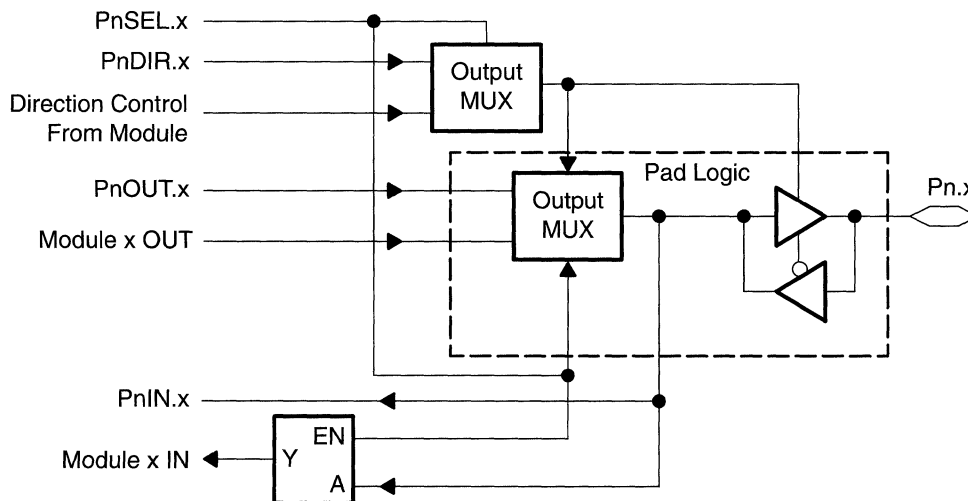 PnSEL.x
PnDIR.x
Output
MUX
Direction Control
From Module
Pad Logic
PnOUT.x
Output
MUX
Pn.x
Module x OUT
PnIN.x
EN
Module x IN
Y
A